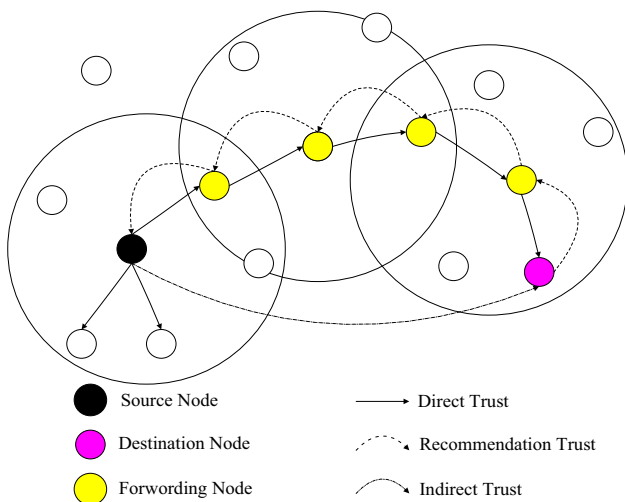 Source Node
Direct Trust
Destination Node
Recommendation Trust
Forwording Node
Indirect Trust